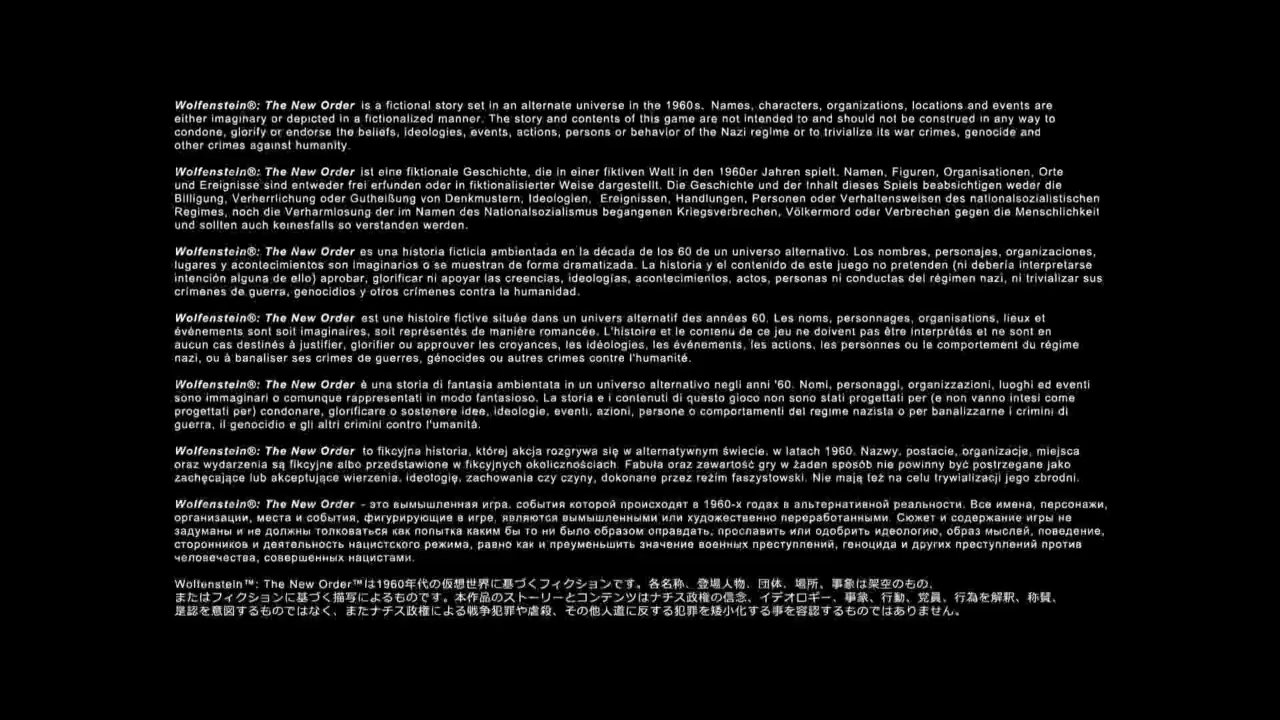 Wolfenstein®: The New Order is a fictional story set in an alternate universe in the 1960s. Names, characters, organizations, locations and events are
either imaginary or depicted in a fictionalized manner. The story and contents of this game are not intended to and should not be construed in any way to
condone, glorify or endorse the beliefs, ideologies, events, actions, persons or behavior of the Nazi regime or to trivialize its war crimes, genocide and
other crimes against humanity.
Wolfenstein®: The New Order ist eine fiktionale Geschichte, die in einer fiktiven Welt in den 1960er Jahren spielt. Namen, Figuren, Organisationen, Orte
und Ereignisse sind entweder frei erfunden oder in fiktionalisierter Weise dargestellt. Die Geschichte und der Inhalt dieses Spiels beabsichtigen weder die
Billigung, Verherrlichung oder Gutheißung von Denkmustern, Ideologien, Ereignissen, Handlungen, Personen oder Verhaltensweisen des nationalsozialistischen
Regimes, noch die Verharmlosung der im Namen des Nationalsozialismus begangenen Kriegsverbrechen, Völkermord oder Verbrechen gegen die Menschlichkeit
und sollten auch keinesfalls so verstanden werden.
Wolfenstein®: The New Order es una historia ficticia ambientada en la década de los 60 de un universo alternativo. Los nombres, personajes, organizaciones,
lugares y acontecimientos son imaginarios o se muestran de forma dramatizada. La historia y el contenido de este juego no pretenden (ni debería interpretarse
intención alguna de ello) aprobar, glorificar ni apoyar las creencias, ideologías, acontecimientos, actos, personas ni conductas del régimen nazi, ni trivializar sus
crímenes de guerra, genocidios y otros crímenes contra la humanidad.
Wolfenstein®: The New Order est une histoire fictive située dans un univers alternatif des années 60. Les noms, personnages, organisations, lieux et
évènements sont soit imaginaires, soit représentés de manière romancée. L'histoire et le contenu de ce jeu ne doivent pas être interprétés et ne sont en
aucun cas destinés à justifier, glorifier ou approuver les croyances, les idéologies, les événements, les actions, les personnes ou le comportement du régime
nazi, ou à banaliser ses crimes de guerres, génocides ou autres crimes contre l'humanité.
Wolfenstein®: The New Order è una storia di fantasia ambientata in un universo alternativo negli anni '60. Nomi, personaggi, organizzazioni, luoghi ed eventi
sono immaginari o comunque rappresentati in modo fantasioso. La storia e i contenuti di questo gioco non sono stati progettati per (e non vanno intesi come
progettati per) condonare, glorificare o sostenere idee, ideologie, eventi, azioni, persone o comportamenti del regime nazista o per banalizzarne i crimini di
guerra, il genocidio e gli altri crimini contro l'umanità.
Wolfenstein®: The New Order to fikcyjna historia, której akcja rozgrywa się w alternatywnym świecie, w latach 1960. Nazwy, postacie, organizacje, miejsca
oraz wydarzenia są fikcyjne albo przedstawione w fikcyjnych okolicznościach. Fabuła oraz zawartość gry w żaden sposób nie powinny być postrzegane jako
zachęcające lub akceptujące wierzenia, ideologię, zachowania czy czyny, dokonane przez reżim faszystowski. Nie mają też na celu trywializacji jego zbrodni.
Wolfenstein®: The New Order - это вымышленная игра, события которой происходят в 1960-х годах в альтернативной реальности. Все имена, персонажи,
организации, места и события, фигурирующие в игре, являются вымышленными или художественно переработанными. Сюжет и содержание игры не
задуманы и не должны толковаться как попытка каким бы то ни было образом оправдать, прославить или одобрить идеологию, образ мыслей, поведение,
сторонников и деятельность нацистского режима, равно как и преуменьшить значение военных преступлений, геноцида и других преступлений против
человечества, совершенных нацистами.
Wolfenstein™: The New Order™は1960年代の仮想世界に基づくフィクションです。各名称、登場人物、団体、場所、事象は架空のもの、
またはフィクションに基づく描写によるものです。本作品のストーリーとコンテンツはナチス政権の信念、イデオロギー、事象、行動、党員、行為を解釈、称賛、
是認を意図するものではなく、またナチス政権による戦争犯罪や虐殺、その他人道に反する犯罪を矮小化する事を容認するものではありません。